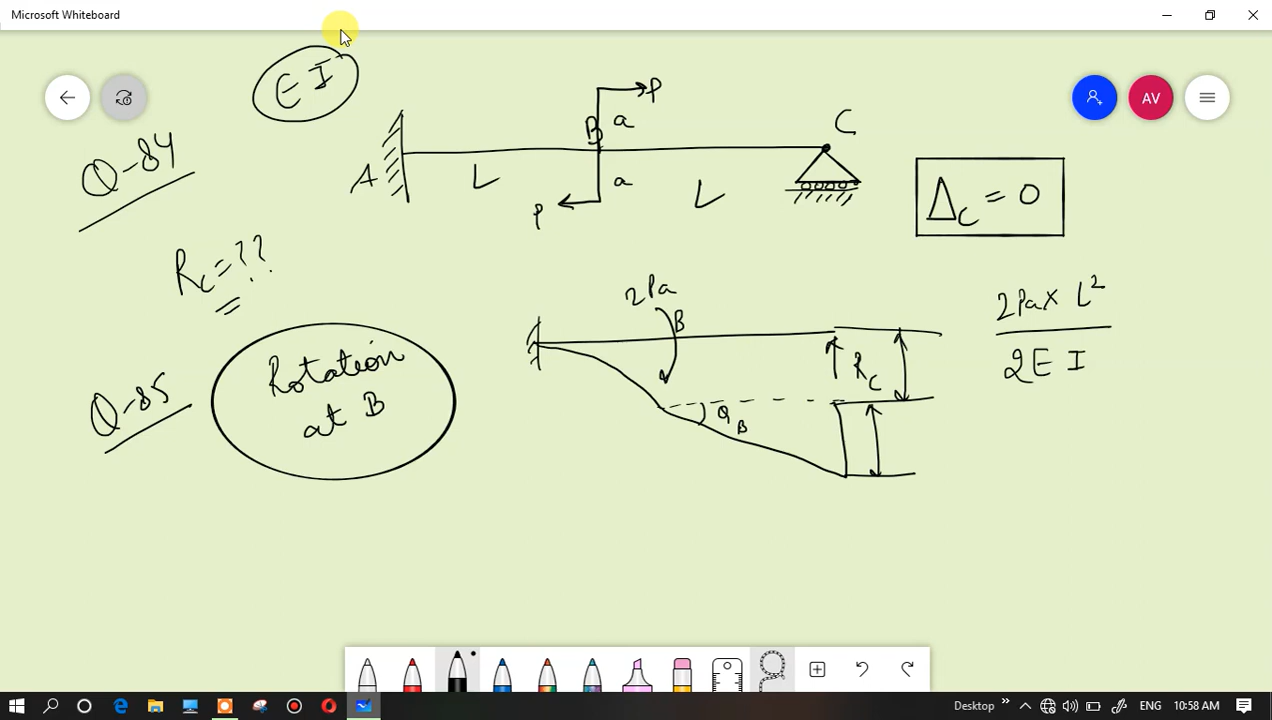 Microsoft Whiteboard
EI
AV
P
a
B
C
Q-84
A
L
a
L
P
Δc = 0
Rc = ??
2Pa
B
2Pa x L²
2EI
Rc
Q-85
Rotation
at B
θB
Desktop
ENG
10:58 AM